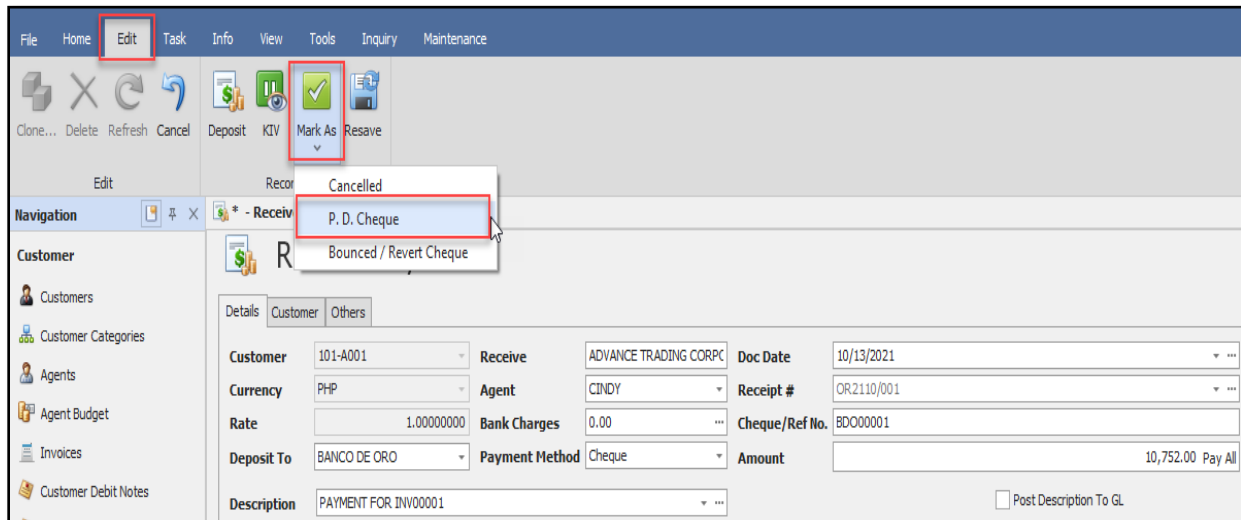 File Home Edit Task Info View Tools Inquiry Maintenance
Clone... Delete Refresh Cancel Deposit KIV Mark As Resave
Edit
Cancelled
P. D. Cheque
Bounced / Revert Cheque
Navigation
* - Receiv
Customer
Customers
Customer Categories
Agents
Agent Budget
Invoices
Customer Debit Notes
Details Customer Others
Customer 101-A001 Receive ADVANCE TRADING CORPC Doc Date 10/13/2021
Currency PHP Agent CINDY Receipt # OR2110/001
Rate 1.00000000 Bank Charges 0.00 Cheque/Ref No. BDO00001
Deposit To BANCO DE ORO Payment Method Cheque Amount 10,752.00 Pay All
Description PAYMENT FOR INV00001 Post Description To GL